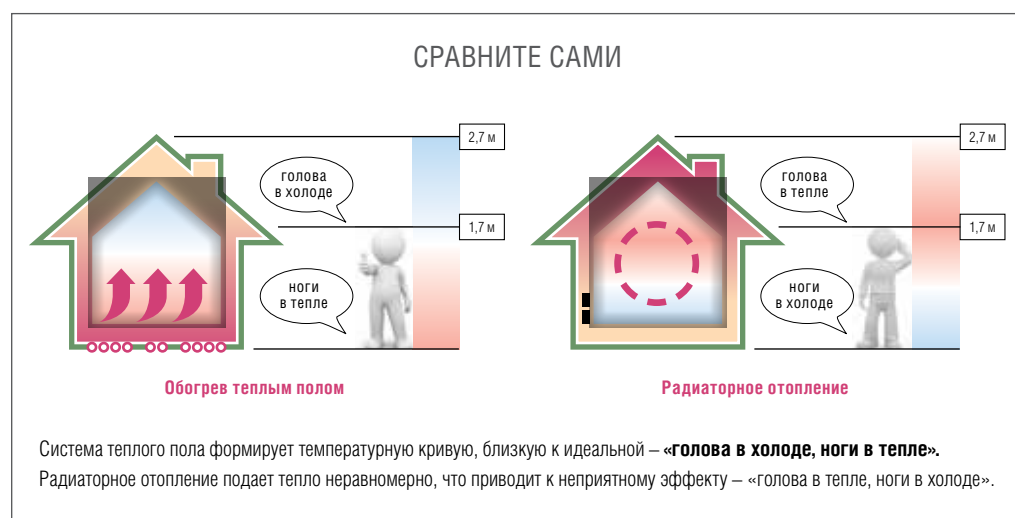 СРАВНИТЕ САМИ
2,7 м
голова
в холоде
1,7 м
ноги
в тепле
Обогрев теплым полом
2,7 м
голова
в тепле
1,7 м
ноги
в холоде
Радиаторное отопление
Система теплого пола формирует температурную кривую, близкую к идеальной – «голова в холоде, ноги в тепле».
Радиаторное отопление подает тепло неравномерно, что приводит к неприятному эффекту – «голова в тепле, ноги в холоде».